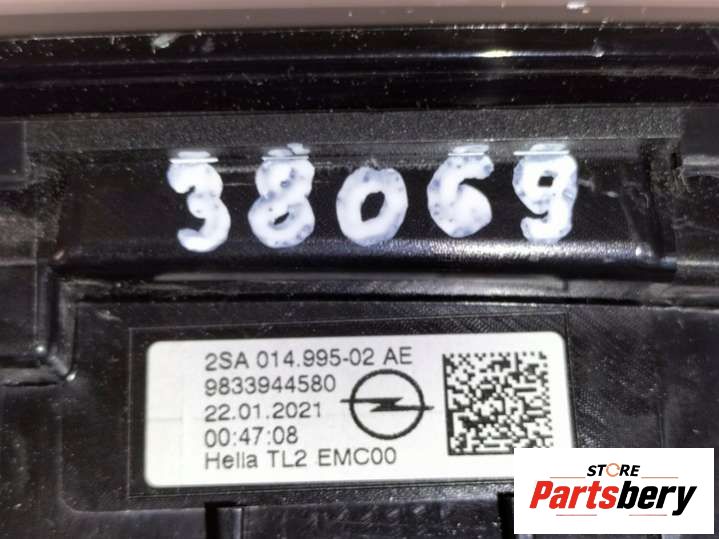 38069
2SA 014.995-02 AE
9833944580
22.01.2021
00:47:08
Hella TL2 EMC00
STORE
Partsbery